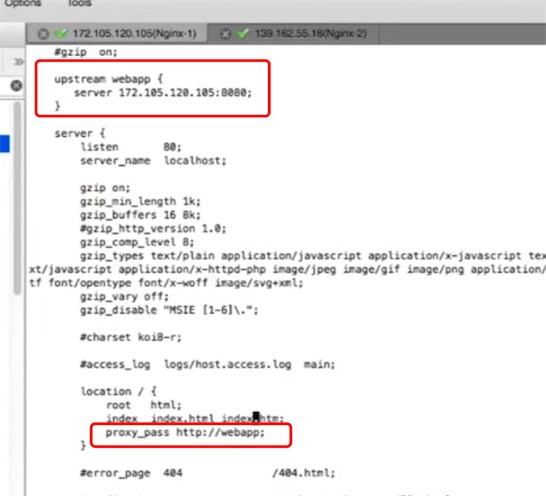 Options Tools
172.105.120.105(Nginx-1) 139.162.55.18(Nginx-2)
#gzip on;
upstream webapp {
server 172.105.120.105:8080;
}
server {
listen 80;
server_name localhost;
gzip on;
gzip_min_length 1k;
gzip_buffers 16 8k;
#gzip_http_version 1.0;
gzip_comp_level 8;
gzip_types text/plain application/javascript application/x-javascript tex
xt/javascript application/x-httpd-php image/jpeg image/gif image/png application/
tf font/opentype font/x-woff image/svg+xml;
gzip_vary off;
gzip_disable "MSIE [1-6]\.";
#charset koi8-r;
#access_log logs/host.access.log main;
location / {
root html;
index index.html index.htm;
proxy_pass http://webapp;
}
#error_page 404 /404.html;